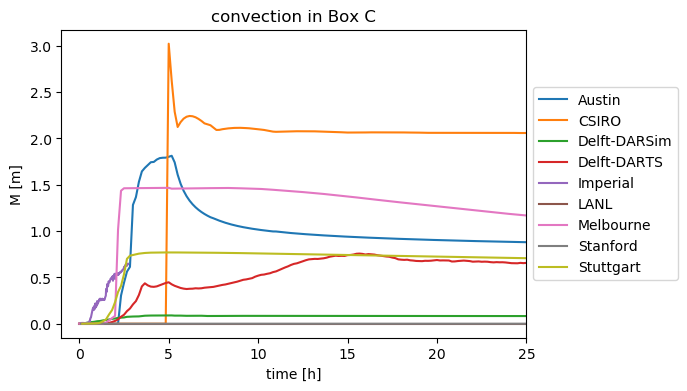 convection in Box C
M [m]
3.0
2.5
2.0
1.5
1.0
0.5
0.0
0
5
10
15
20
25
time [h]
Austin
CSIRO
Delft-DARSim
Delft-DARTS
Imperial
LANL
Melbourne
Stanford
Stuttgart